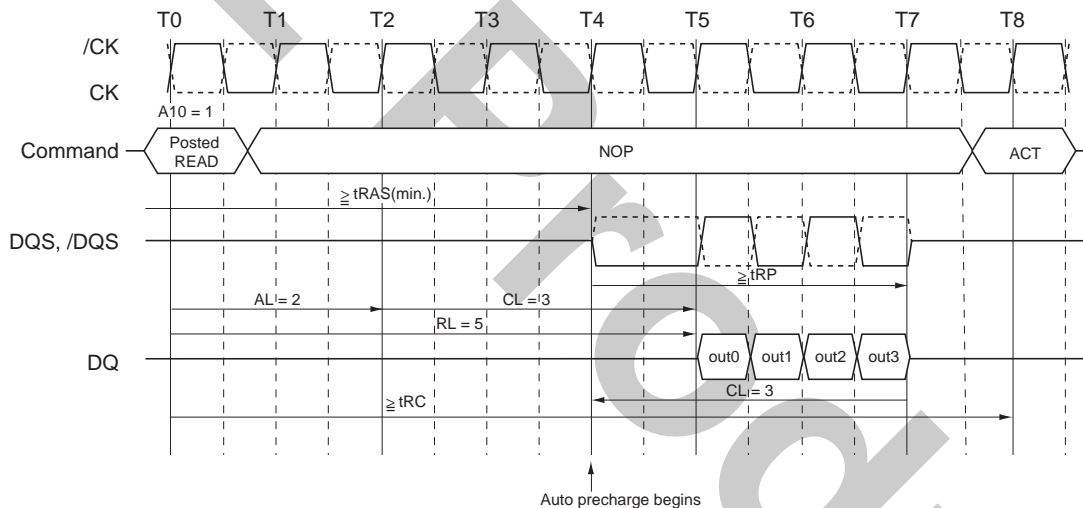 T0 T1 T2 T3 T4 T5 T6 T7 T8
/CK
CK
A10 = 1
Command
Posted
READ
NOP
ACT
≧ tRAS(min.)
DQS, /DQS
≧ tRP
AL = 2
CL = 3
RL = 5
DQ
out0 out1 out2 out3
CL = 3
≧ tRC
Auto precharge begins